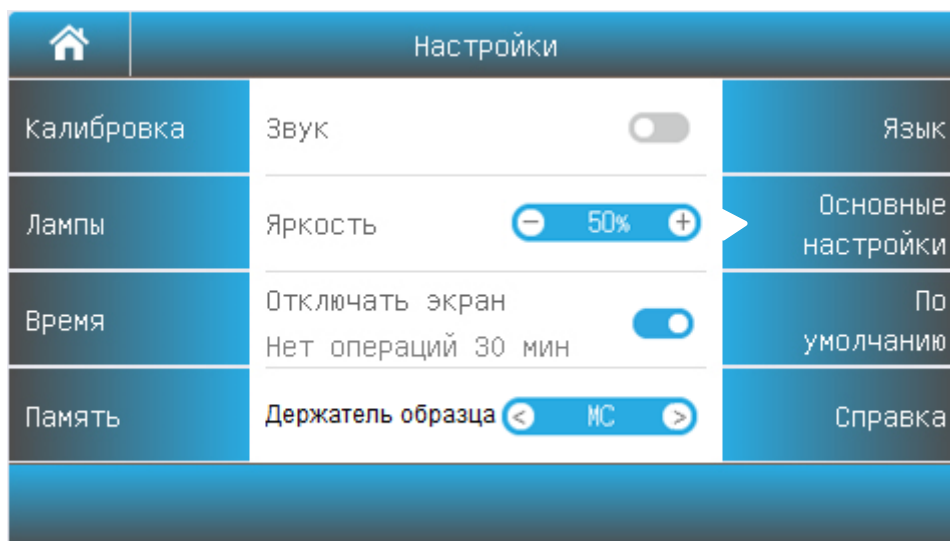 Настройки
Калибровка
Лампы
Время
Память
Звук
Яркость
50%
Отключать экран
Нет операций 30 мин
Держатель образца
МС
Язык
Основные
настройки
По
умолчанию
Справка